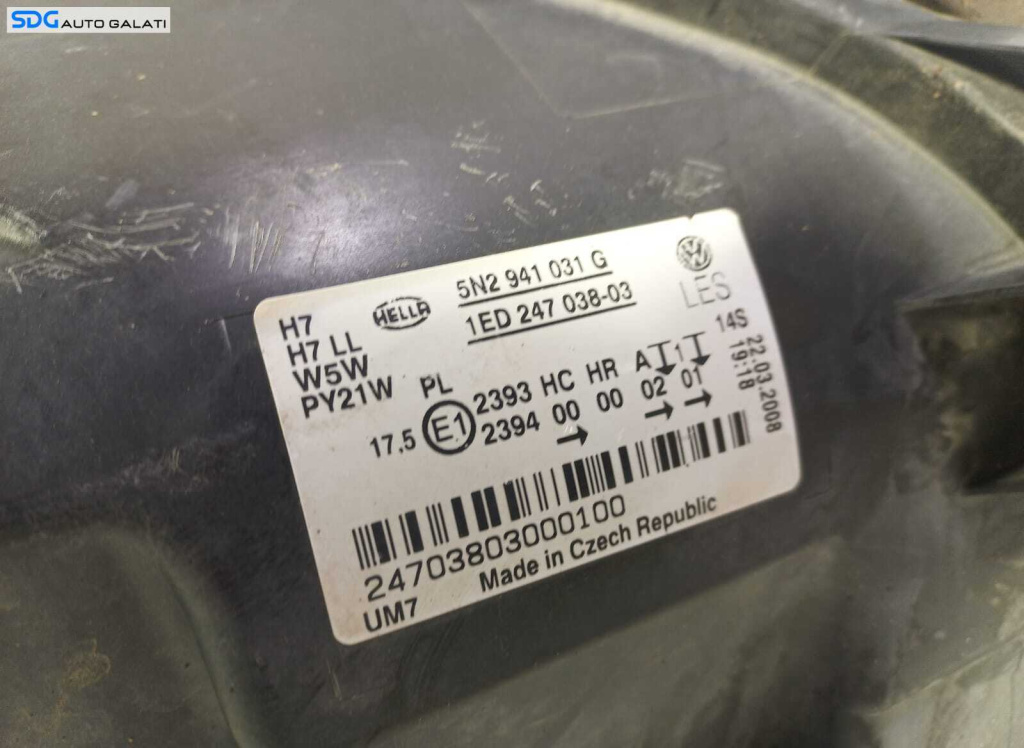 SDG AUTO GALATI
H7
H7 LL
W5W
PY21W
HELLA
5N2 941 031 G
1ED 247 038-03
LES
14S
22.03.2008
19:18
PL
17.5 E1
2393 HC HR A 1
2394 00 00 02 01
24703803000100
UM7
Made in Czech Republic